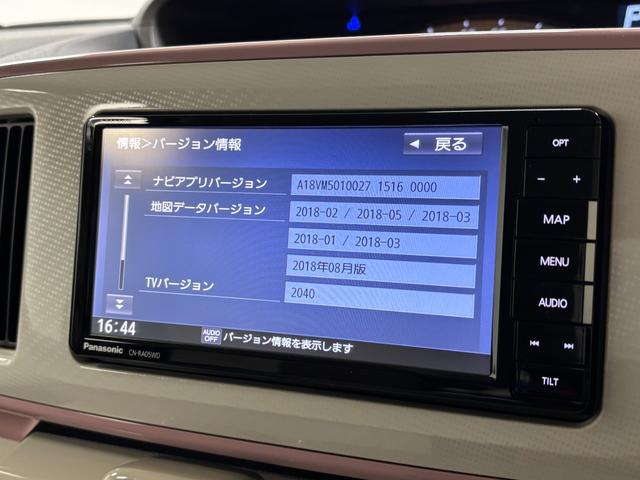 情報>バージョン情報
戻る
ナビアプリバージョン
A18VM5010027 1516 0000
地図データバージョン
2018-02 / 2018-05 / 2018-03
2018-01 / 2018-03
2018年08月版
TVバージョン
2040
16:44
AUDIO OFF
バージョン情報を表示します
Panasonic
CN-RA05WD
OPT
− +
MAP
MENU
AUDIO
TILT